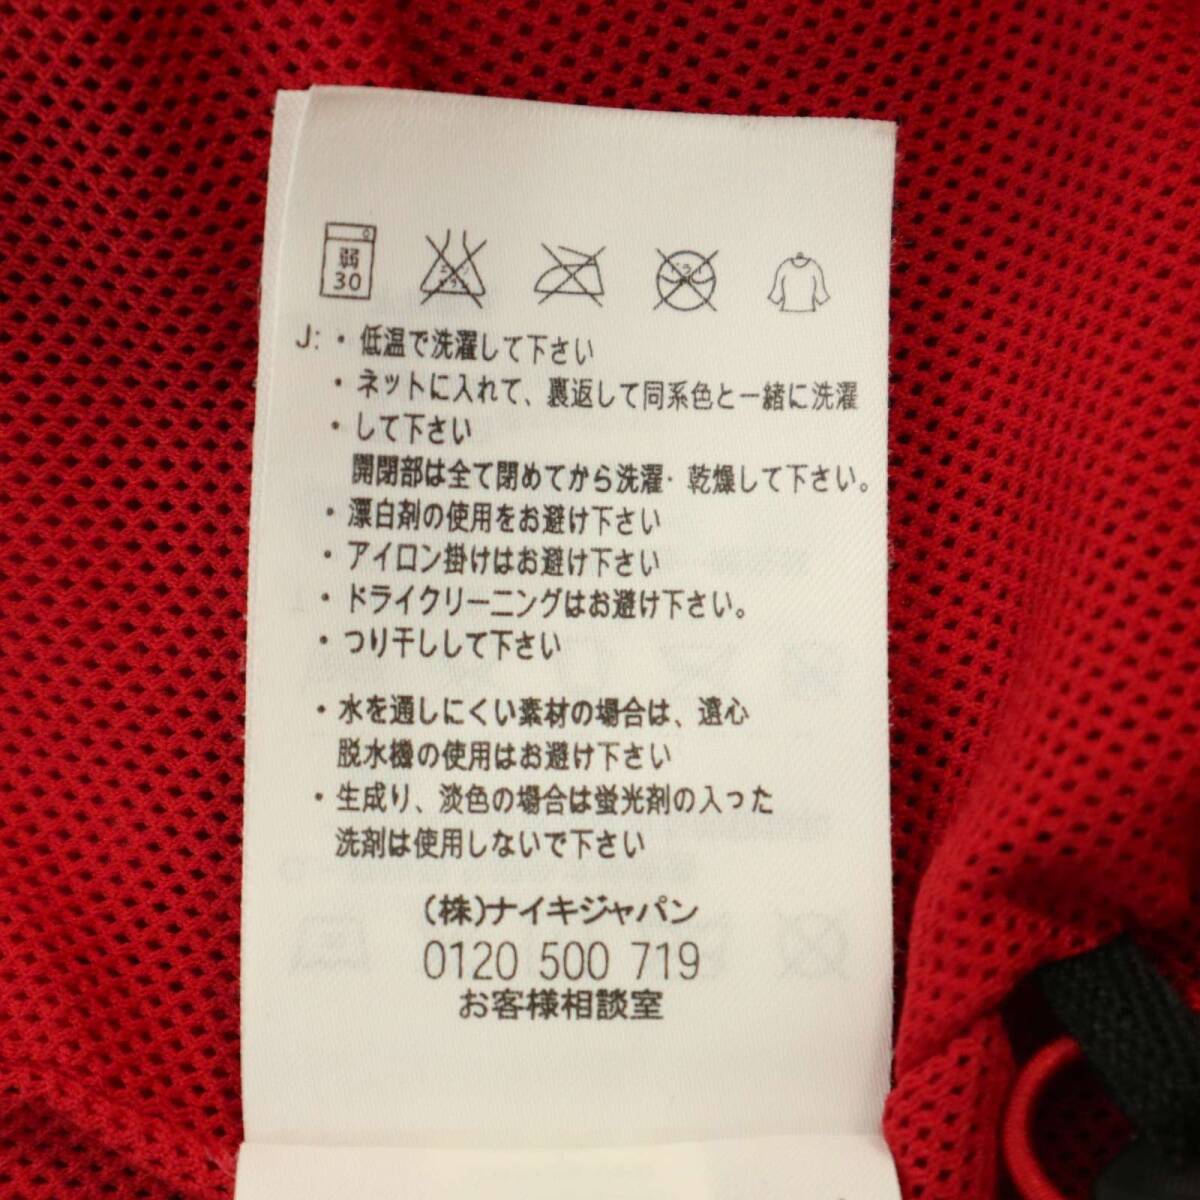 弱
30
エンソ
サラシ
ドライ
J: ・ 低温で洗濯して下さい
・ ネットに入れて、裏返して同系色と一緒に洗濯
・ して下さい
開閉部は全て閉めてから洗濯・乾燥して下さい。
・ 漂白剤の使用をお避け下さい
・ アイロン掛けはお避け下さい
・ ドライクリーニングはお避け下さい。
・ つり干しして下さい
・ 水を通しにくい素材の場合は、遠心
脱水機の使用はお避け下さい
・ 生成り、淡色の場合は蛍光剤の入った
洗剤は使用しないで下さい
(株)ナイキジャパン
0120 500 719
お客様相談室